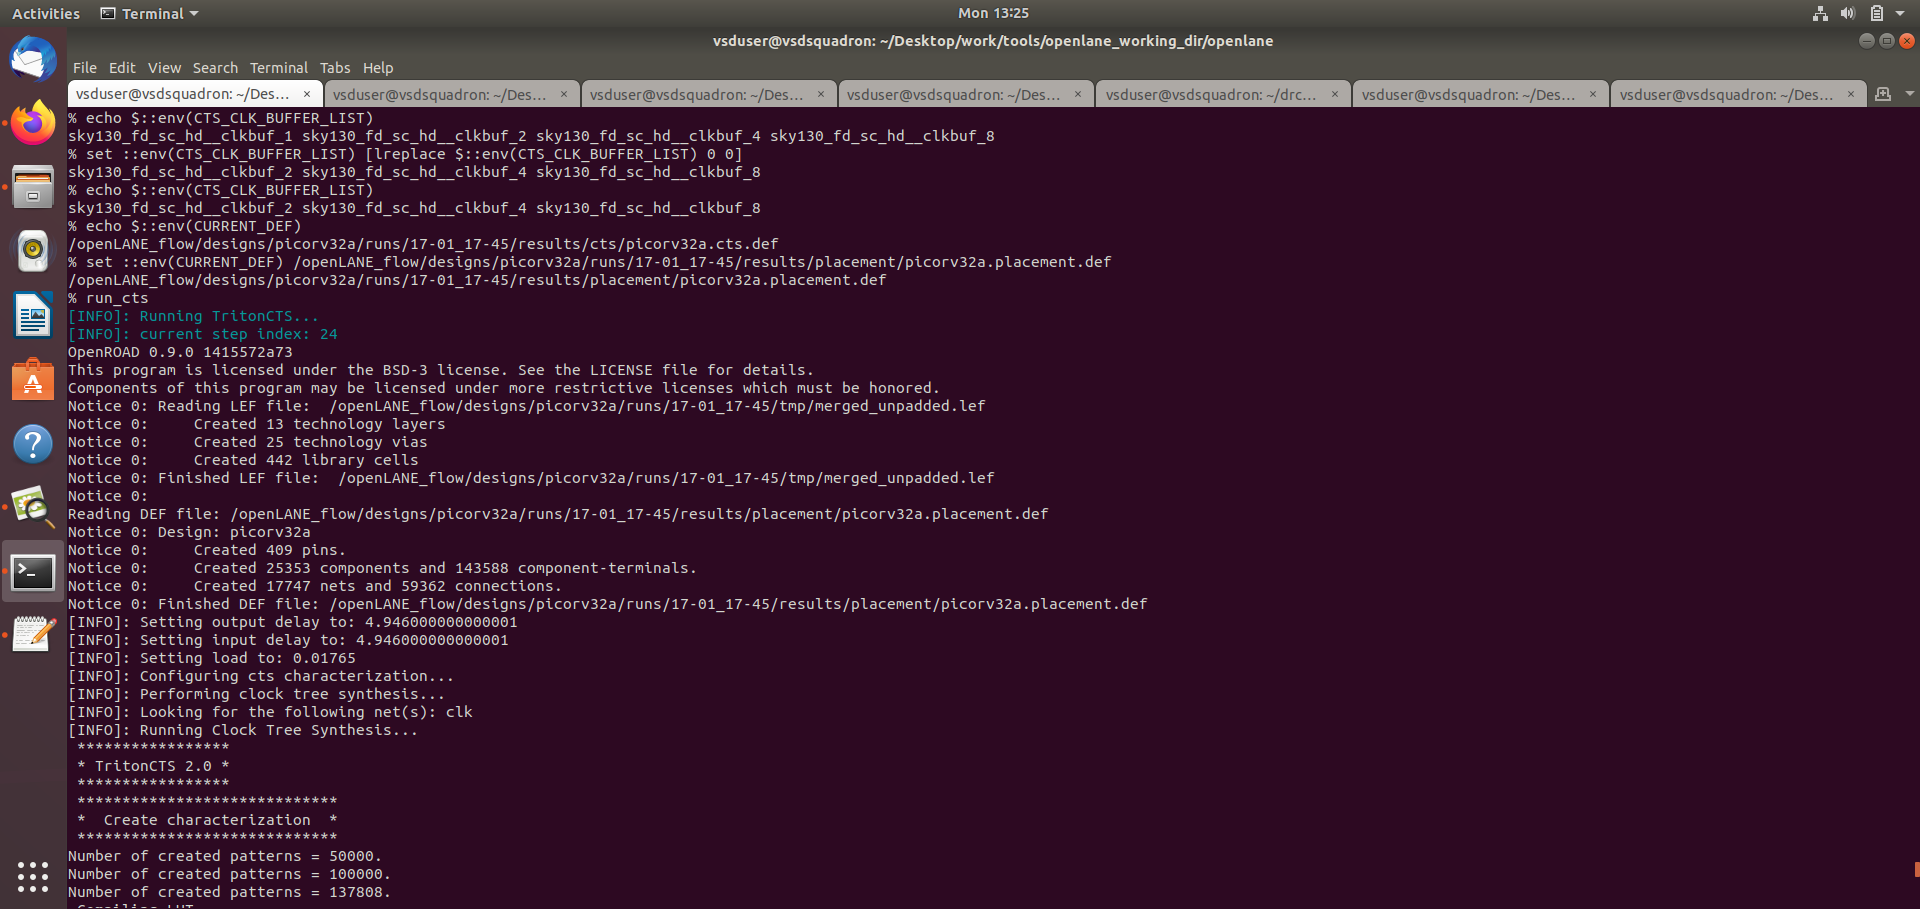 Activities Terminal Mon 13:25
vsduser@vsdsquadron: ~/Desktop/work/tools/openlane_working_dir/openlane
File Edit View Search Terminal Tabs Help
vsduser@vsdsquadron: ~/Des... × vsduser@vsdsquadron: ~/Des... × vsduser@vsdsquadron: ~/Des... × vsduser@vsdsquadron: ~/Des... × vsduser@vsdsquadron: ~/drc... × vsduser@vsdsquadron: ~/Des... × vsduser@vsdsquadron: ~/Des... ×
% echo $::env(CTS_CLK_BUFFER_LIST)
sky130_fd_sc_hd__clkbuf_1 sky130_fd_sc_hd__clkbuf_2 sky130_fd_sc_hd__clkbuf_4 sky130_fd_sc_hd__clkbuf_8
% set ::env(CTS_CLK_BUFFER_LIST) [lreplace $::env(CTS_CLK_BUFFER_LIST) 0 0]
sky130_fd_sc_hd__clkbuf_2 sky130_fd_sc_hd__clkbuf_4 sky130_fd_sc_hd__clkbuf_8
% echo $::env(CTS_CLK_BUFFER_LIST)
sky130_fd_sc_hd__clkbuf_2 sky130_fd_sc_hd__clkbuf_4 sky130_fd_sc_hd__clkbuf_8
% echo $::env(CURRENT_DEF)
/openLANE_flow/designs/picorv32a/runs/17-01_17-45/results/cts/picorv32a.cts.def
% set ::env(CURRENT_DEF) /openLANE_flow/designs/picorv32a/runs/17-01_17-45/results/placement/picorv32a.placement.def
/openLANE_flow/designs/picorv32a/runs/17-01_17-45/results/placement/picorv32a.placement.def
% run_cts
[INFO]: Running TritonCTS...
[INFO]: current step index: 24
OpenROAD 0.9.0 1415572a73
This program is licensed under the BSD-3 license. See the LICENSE file for details.
Components of this program may be licensed under more restrictive licenses which must be honored.
Notice 0: Reading LEF file:  /openLANE_flow/designs/picorv32a/runs/17-01_17-45/tmp/merged_unpadded.lef
Notice 0:     Created 13 technology layers
Notice 0:     Created 25 technology vias
Notice 0:     Created 442 library cells
Notice 0: Finished LEF file:  /openLANE_flow/designs/picorv32a/runs/17-01_17-45/tmp/merged_unpadded.lef
Notice 0:
Reading DEF file: /openLANE_flow/designs/picorv32a/runs/17-01_17-45/results/placement/picorv32a.placement.def
Notice 0: Design: picorv32a
Notice 0:     Created 409 pins.
Notice 0:     Created 25353 components and 143588 component-terminals.
Notice 0:     Created 17747 nets and 59362 connections.
Notice 0: Finished DEF file: /openLANE_flow/designs/picorv32a/runs/17-01_17-45/results/placement/picorv32a.placement.def
[INFO]: Setting output delay to: 4.946000000000001
[INFO]: Setting input delay to: 4.946000000000001
[INFO]: Setting load to: 0.01765
[INFO]: Configuring cts characterization...
[INFO]: Performing clock tree synthesis...
[INFO]: Looking for the following net(s): clk
[INFO]: Running Clock Tree Synthesis...
 *****************
 * TritonCTS 2.0 *
 *****************
 *****************************
 *  Create characterization  *
 *****************************
Number of created patterns = 50000.
Number of created patterns = 100000.
Number of created patterns = 137808.